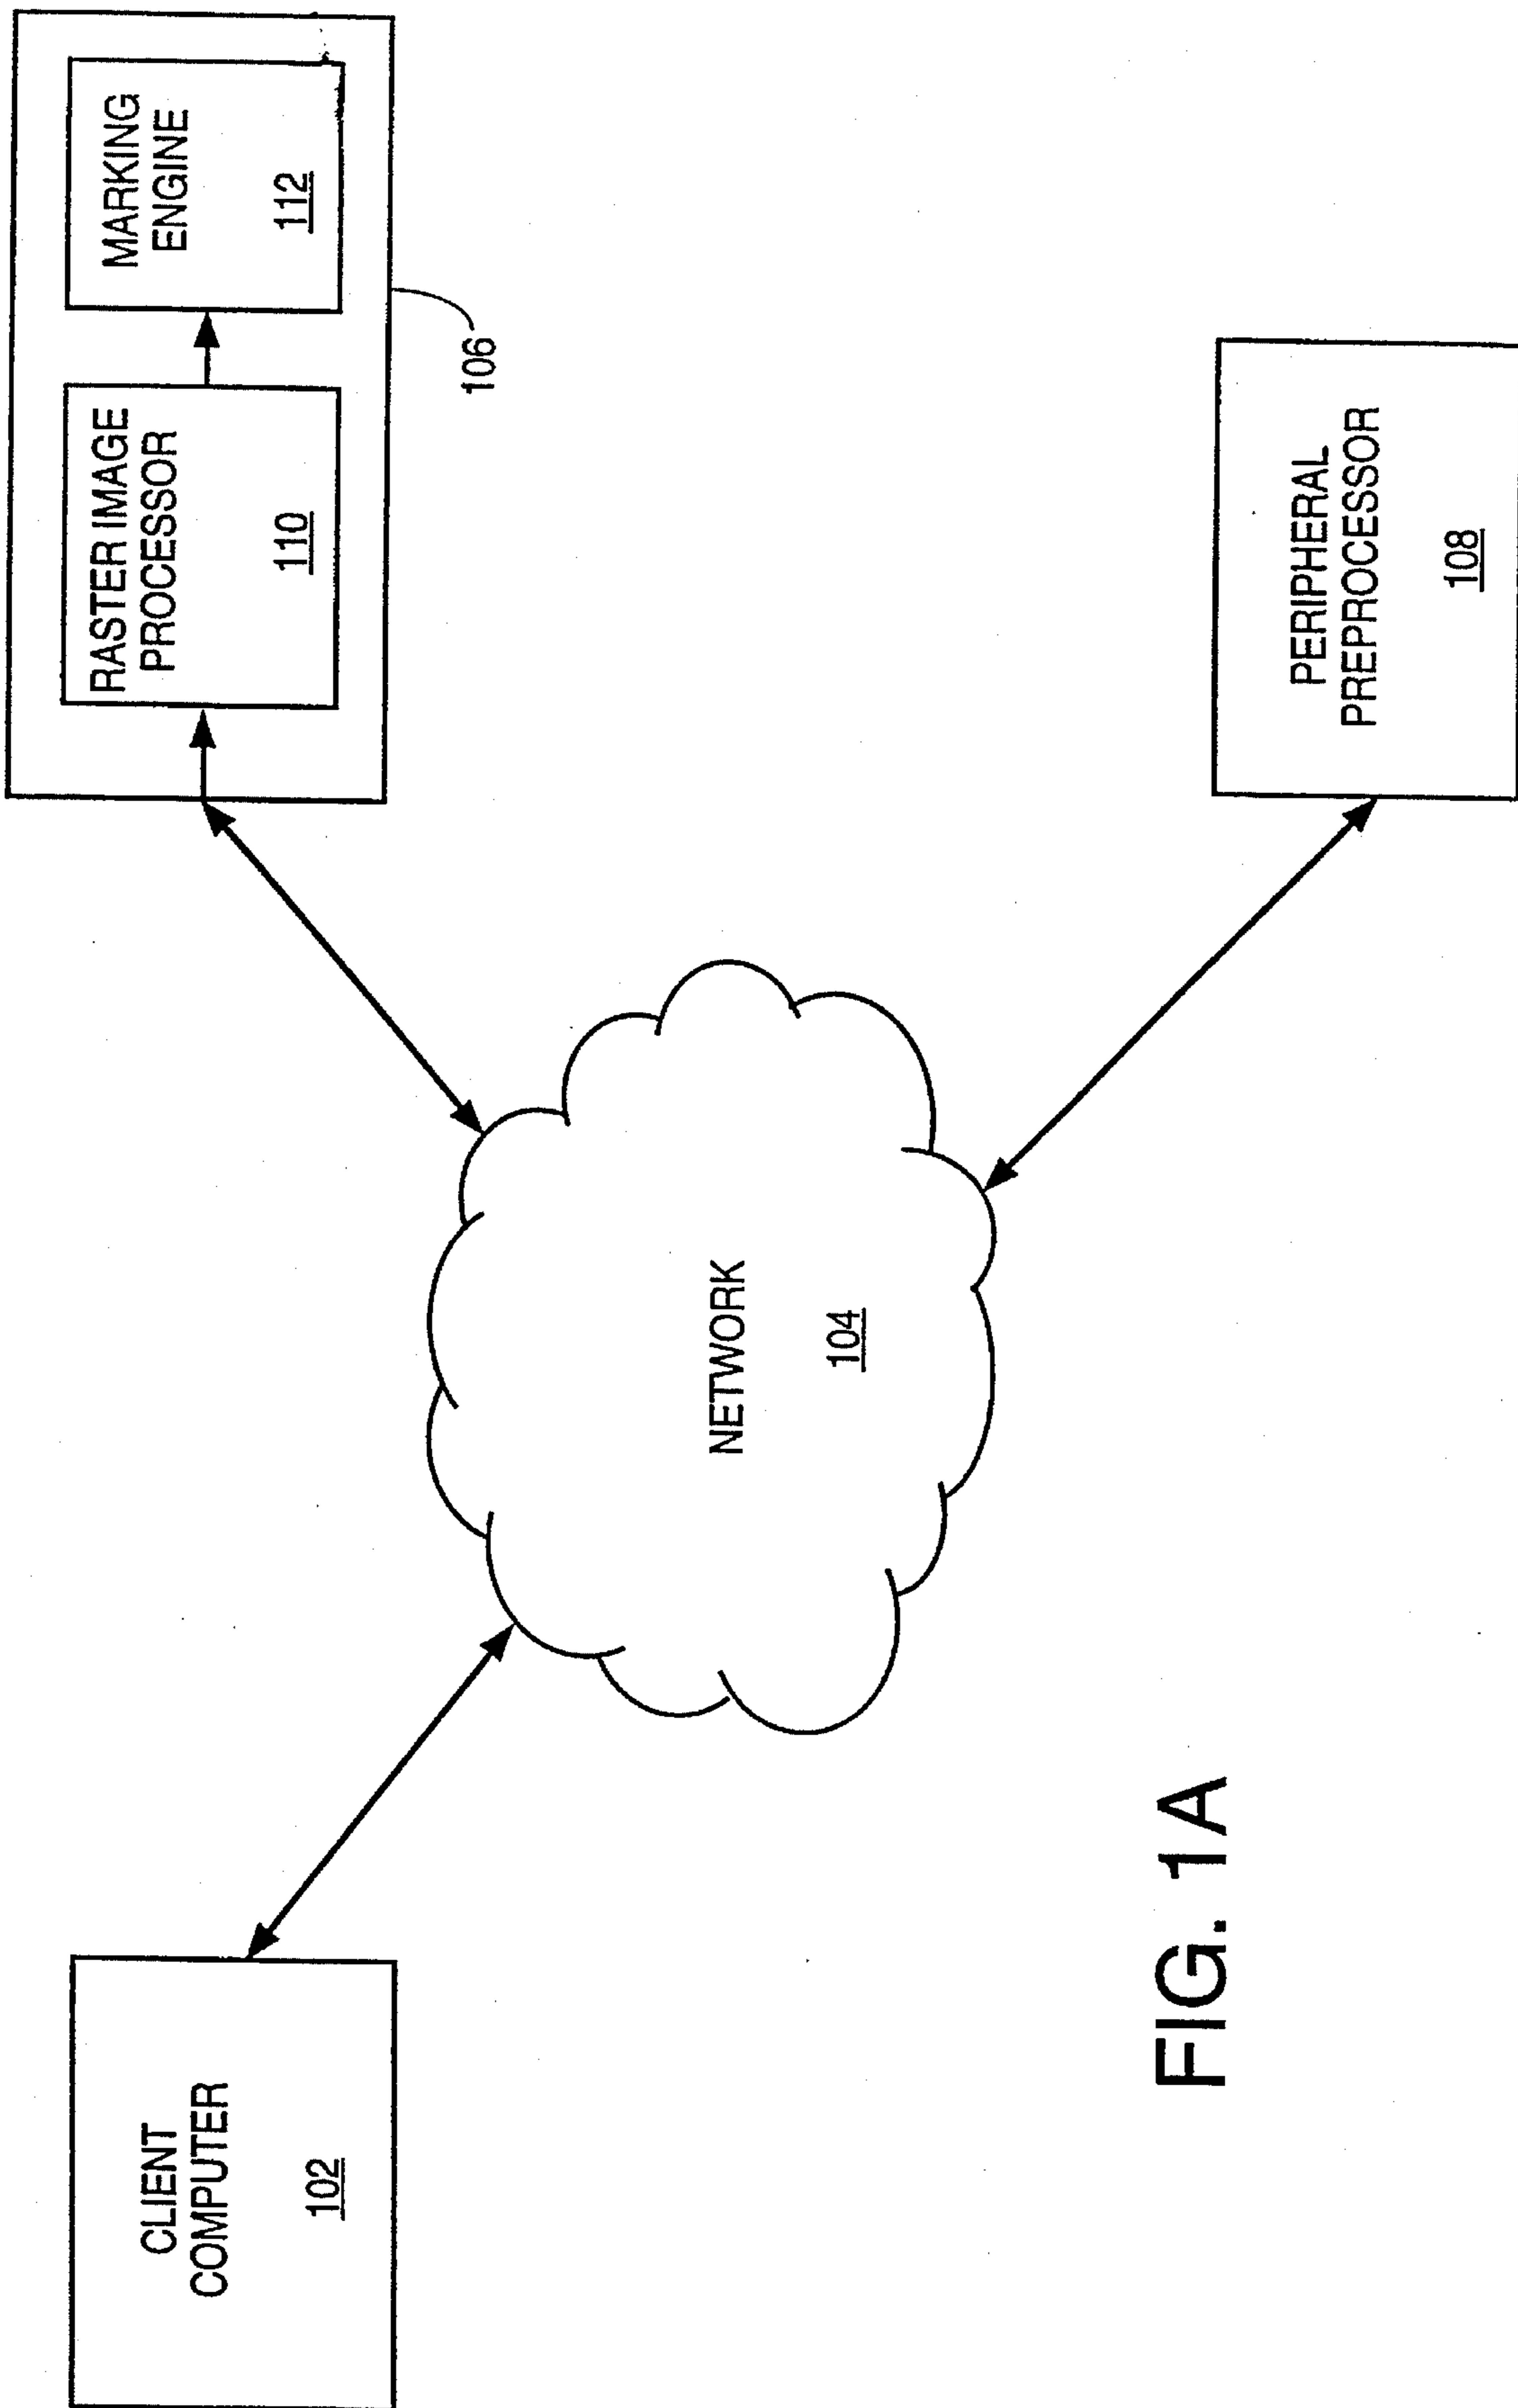 CLIENT
COMPUTER
102
NETWORK
104
RASTER IMAGE
PROCESSOR
110
MARKING
ENGINE
112
106
PERIPHERAL
PREPROCESSOR
108
FIG. 1A